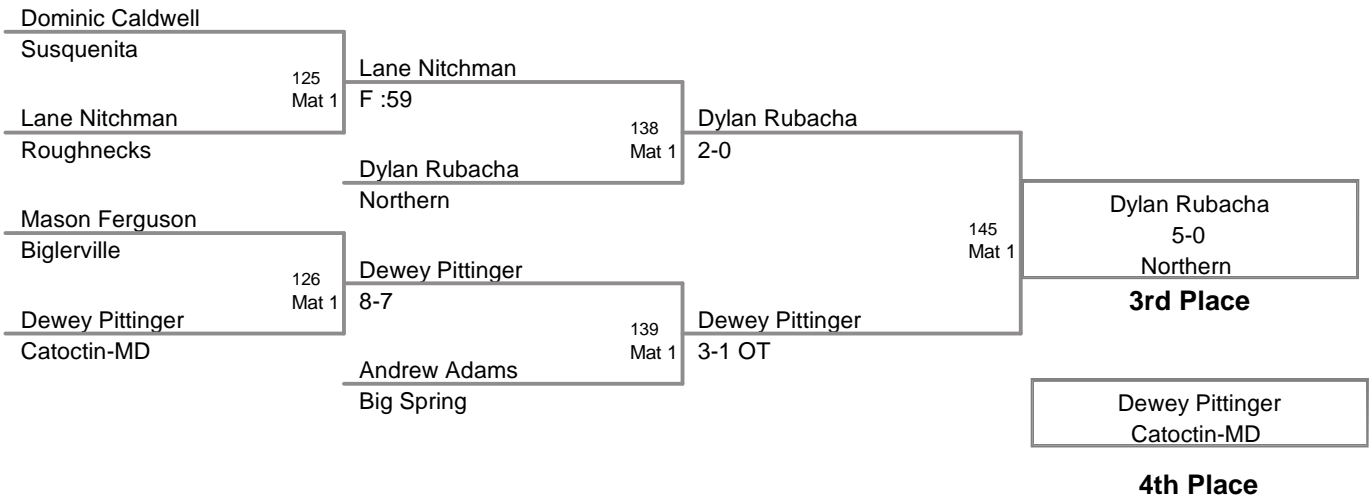 Dominic Caldwell
Susquenita
125
Mat 1
Lane Nitchman
Roughnecks
Lane Nitchman
F :59
138
Mat 1
Dylan Rubacha
Northern
Dylan Rubacha
2-0
Mason Ferguson
Biglerville
126
Mat 1
Dewey Pittinger
Catoctin-MD
Dewey Pittinger
8-7
139
Mat 1
Andrew Adams
Big Spring
Dewey Pittinger
3-1 OT
145
Mat 1
Dylan Rubacha
5-0
Northern
3rd Place
Dewey Pittinger
Catoctin-MD
4th Place